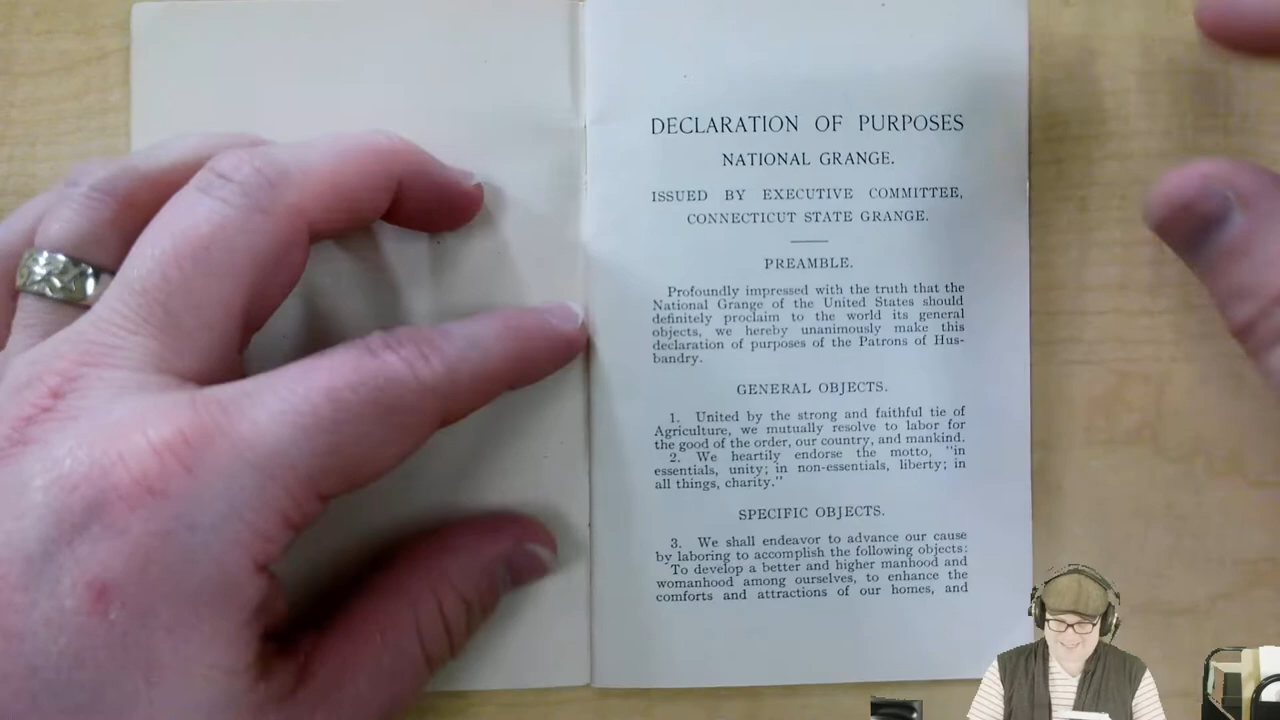 DECLARATION OF PURPOSES
NATIONAL GRANGE.
ISSUED BY EXECUTIVE COMMITTEE,
CONNECTICUT STATE GRANGE.
PREAMBLE.
Profoundly impressed with the truth that the
National Grange of the United States should
definitely proclaim to the world its general
objects, we hereby unanimously make this
declaration of purposes of the Patrons of Hus-
bandry.
GENERAL OBJECTS.
1. United by the strong and faithful tie of
Agriculture, we mutually resolve to labor for
the good of the order, our country, and mankind.
2. We heartily endorse the motto, "in
essentials, unity; in non-essentials, liberty; in
all things, charity."
SPECIFIC OBJECTS.
3. We shall endeavor to advance our cause
by laboring to accomplish the following objects:
To develop a better and higher manhood and
womanhood among ourselves, to enhance the
comforts and attractions of our homes, and